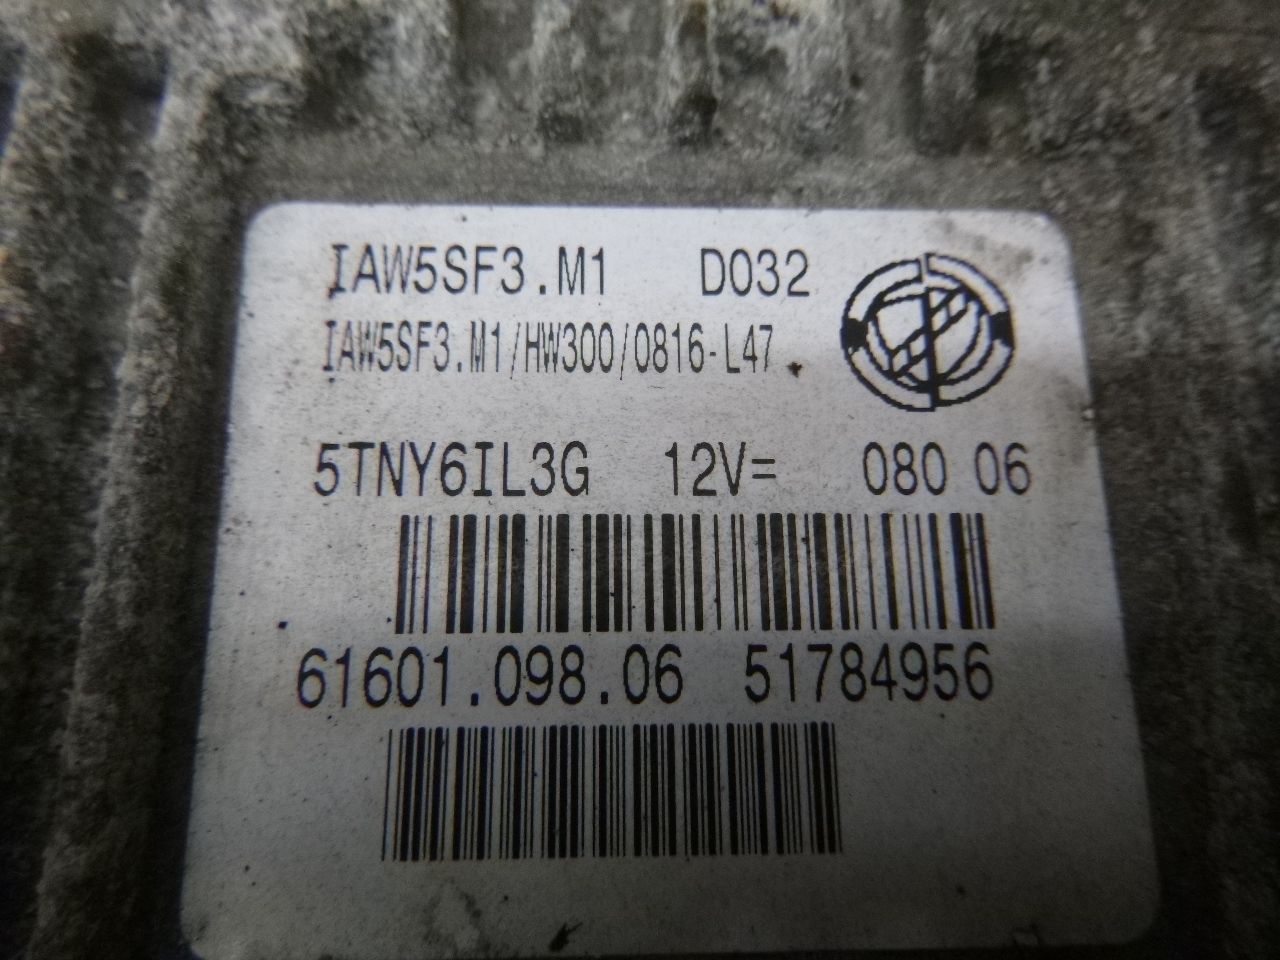 IAW5SF3.M1 D032
IAW5SF3.M1/HW300/0816-L47
5TNY6IL3G 12V= 080 06
61601.098.06 51784956